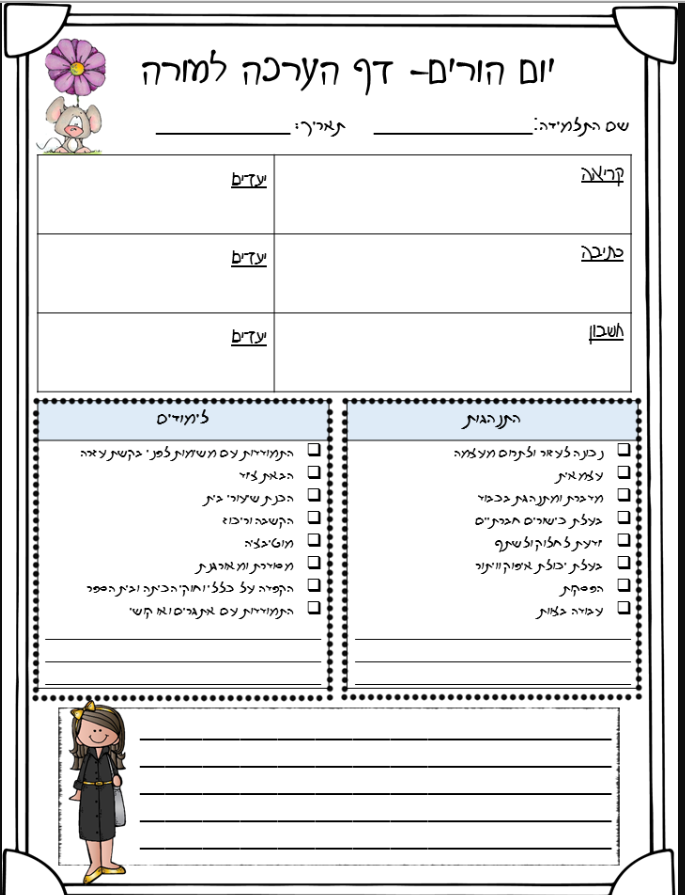 יום הורים- דף הערכה למורה
שם התלמידה: ____________ תאריך: ____________
קריאה
יעדים
כתיבה
יעדים
חשבון
יעדים
התנהגות
נכונה לעזור ולתרום מעצמה
עצמאית
מדברת ומתנהגת בכבוד
בעלת כישורים חברתיים
יודעת לחלוק ולשתף
בעלת יכולת איפוק וויתור
הפסקות
עבודה בצוות
לימודים
התמודדות עם משימות לפני בקשת עזרה
הבאת ציוד
הכנת שיעורי בית
הקשבה וריכוז
מוטיבציה
מסודרת ומאורגנת
הקפדה על כללי וחוקי הכיתה ובית הספר
התמודדות עם אתגרים ו/או קושי